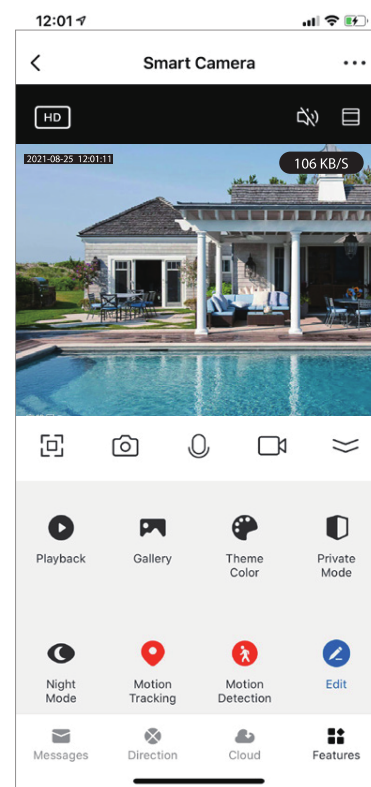 12:01
Smart Camera
HD
2021-08-25 12:01:11
106 KB/S
Playback
Gallery
Theme
Color
Private
Mode
Night
Mode
Motion
Tracking
Motion
Detection
Edit
Messages
Direction
Cloud
Features